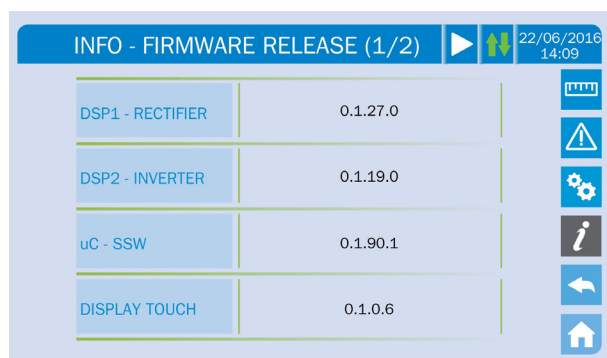 INFO - FIRMWARE RELEASE (1/2)
22/06/2016
14:09
DSP1 - RECTIFIER 0.1.27.0
DSP2 - INVERTER 0.1.19.0
uC - SSW 0.1.90.1
DISPLAY TOUCH 0.1.0.6
i